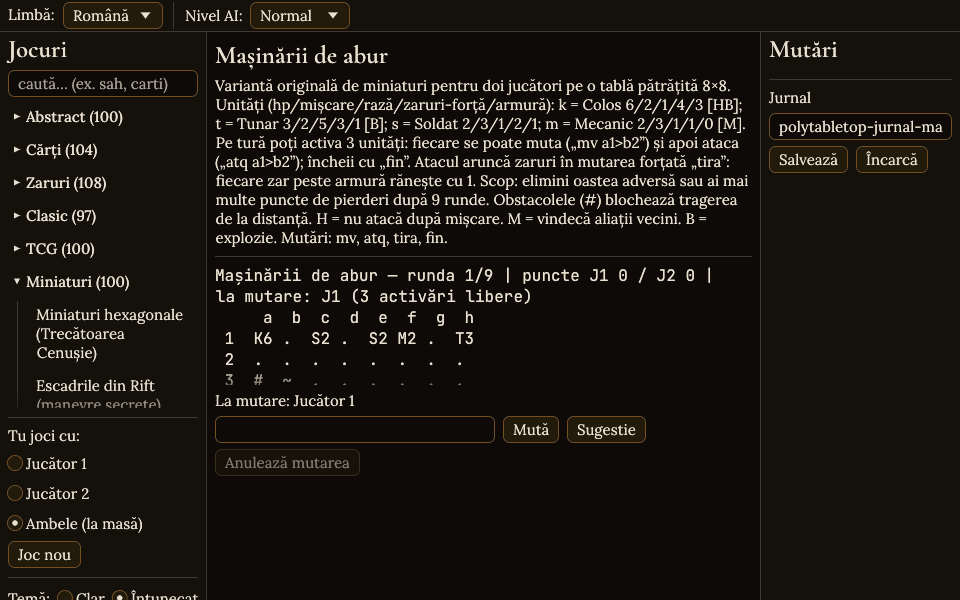 Limbă: Română ▼ Nivel AI: Normal ▼
Jocuri
caută... (ex. sah, carti)
▸ Abstract (100)
▸ Cărți (104)
▸ Zaruri (108)
▸ Clasic (97)
▸ TCG (100)
▾ Miniaturi (100)
Miniaturi hexagonale
(Trecătoarea
Cenușie)
Escadrile din Rift
(manevre secrete)
Tu joci cu:
Jucător 1
Jucător 2
Ambele (la masă)
Joc nou
Temă: Clar Întunecat
Mașinării de abur
Variantă originală de miniaturi pentru doi jucători pe o tablă pătrățită 8×8.
Unități (hp/mișcare/rază/zaruri-forță/armură): k = Colos 6/2/1/4/3 [HB];
t = Tunar 3/2/5/3/1 [B]; s = Soldat 2/3/1/2/1; m = Mecanic 2/3/1/1/0 [M].
Pe tură poți activa 3 unități: fiecare se poate muta („mv a1>b2”) și apoi ataca
(„atq a1>b2”); închei cu „fin”. Atacul aruncă zaruri în mutarea forțată „tira”:
fiecare zar peste armură rănește cu 1. Scop: elimini oastea adversă sau ai mai
multe puncte de pierderi după 9 runde. Obstacolele (#) blochează tragerea
de la distanță. H = nu atacă după mișcare. M = vindecă aliații vecini. B =
explozie. Mutări: mv, atq, tira, fin.
Mașinării de abur — runda 1/9 | puncte J1 0 / J2 0 |
la mutare: J1 (3 activări libere)
a b c d e f g h
1 K6 . S2 . S2 M2 . T3
2 . . . . . . . .
3 # ~ . . . . . .
La mutare: Jucător 1
Mută Sugestie
Anulează mutarea
Mutări
Jurnal
polytabletop-jurnal-ma
Salvează Încarcă